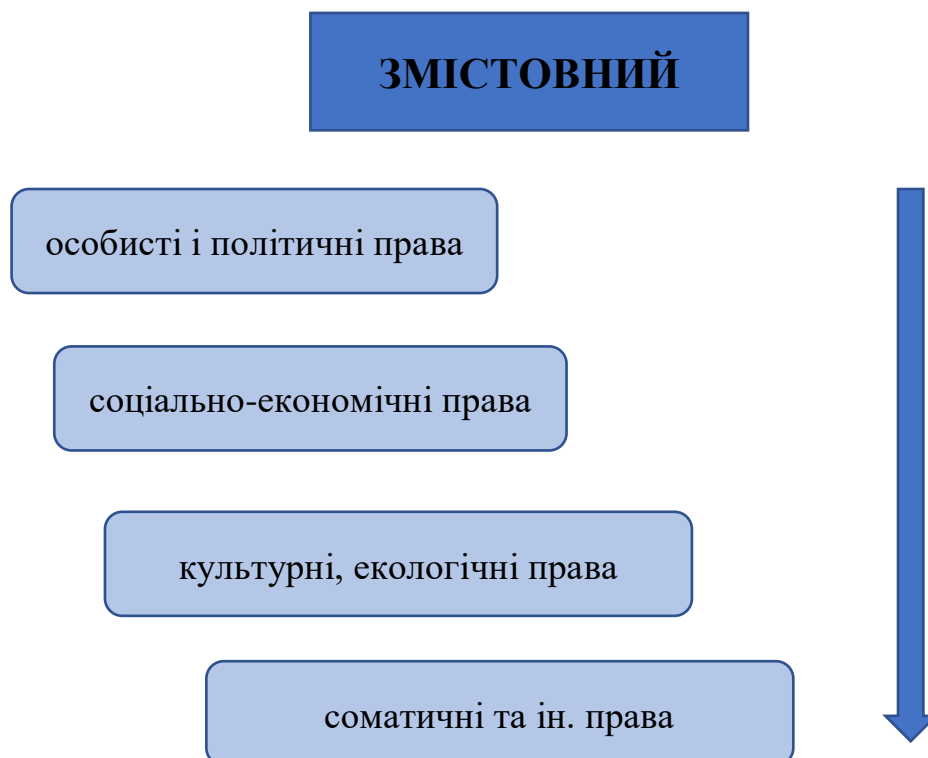 ЗМІСТОВНИЙ
особисті і політичні права
соціально-економічні права
культурні, екологічні права
соматичні та ін. права